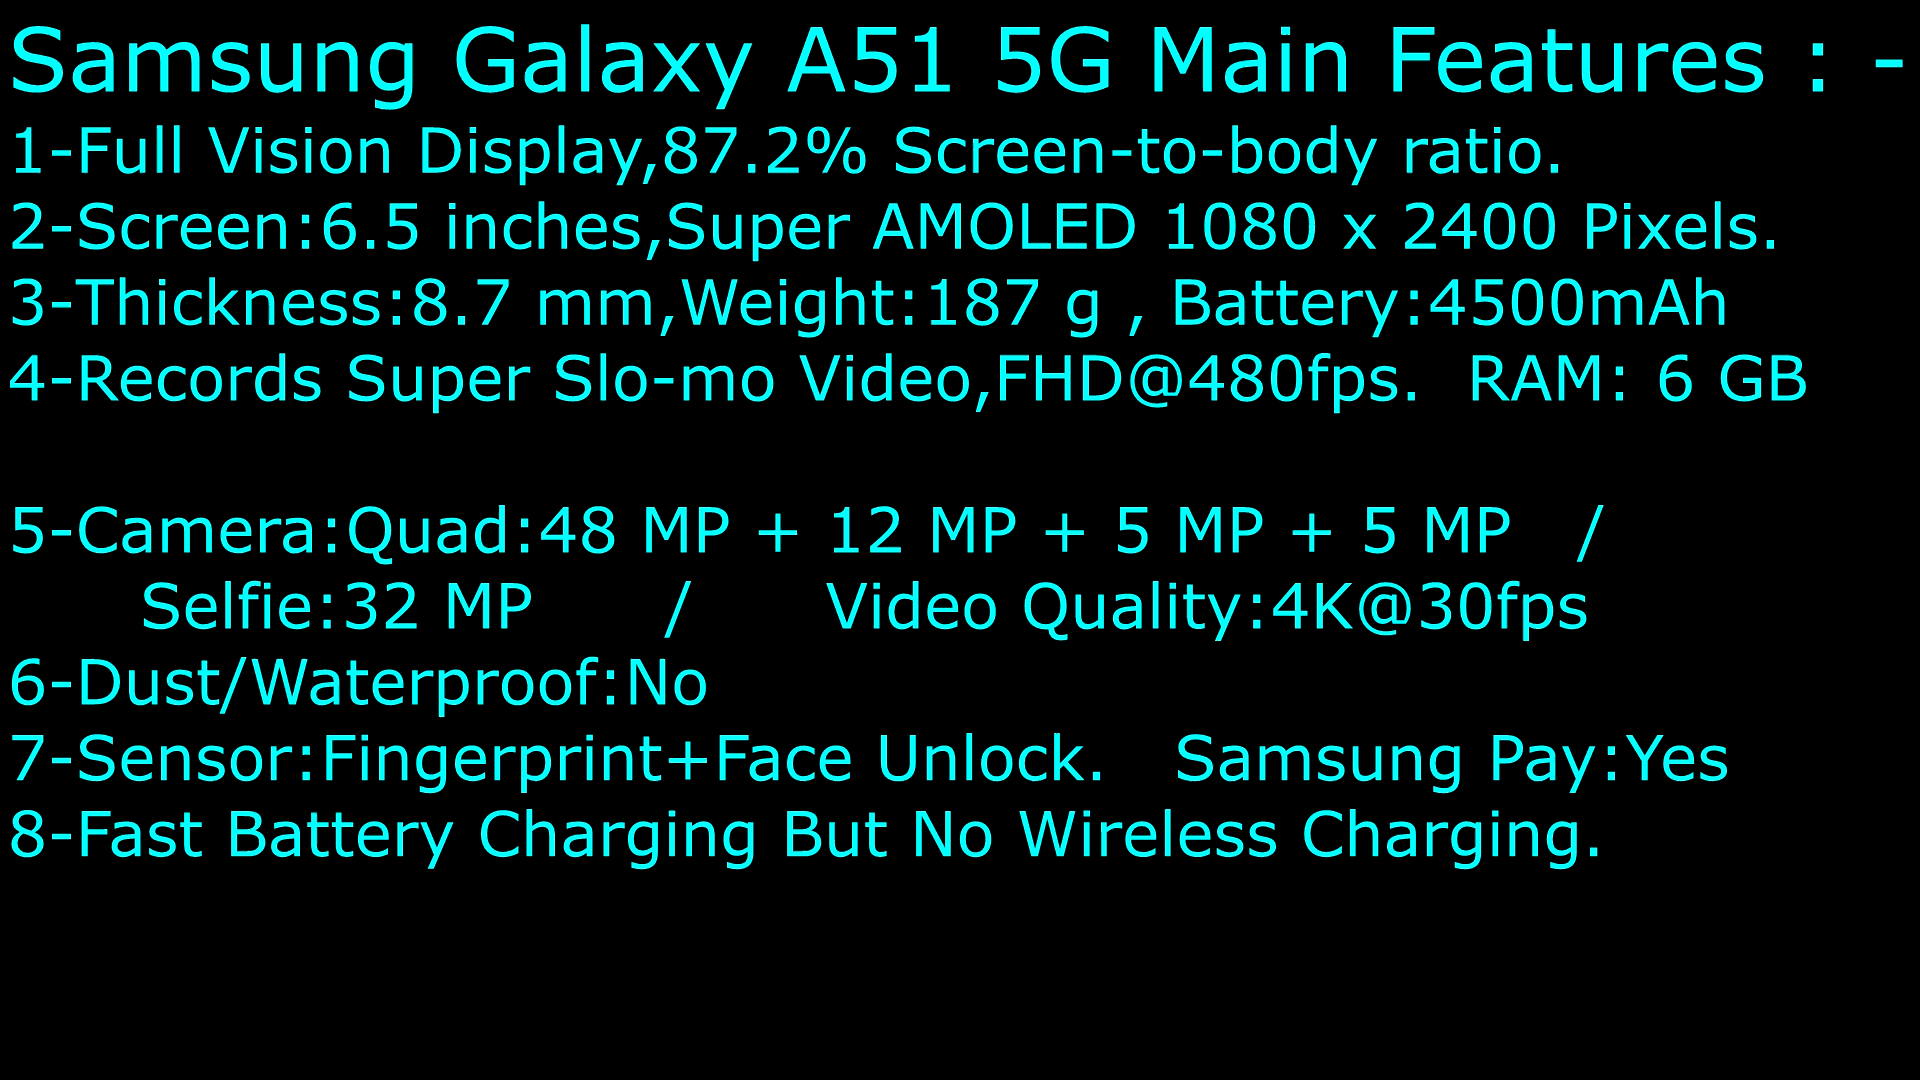 Samsung Galaxy A51 5G Main Features : -
1-Full Vision Display,87.2% Screen-to-body ratio.
2-Screen:6.5 inches,Super AMOLED 1080 x 2400 Pixels.
3-Thickness:8.7 mm,Weight:187 g , Battery:4500mAh
4-Records Super Slo-mo Video,FHD@480fps.  RAM: 6 GB
5-Camera:Quad:48 MP + 12 MP + 5 MP + 5 MP   /
Selfie:32 MP      /      Video Quality:4K@30fps
6-Dust/Waterproof:No
7-Sensor:Fingerprint+Face Unlock.   Samsung Pay:Yes
8-Fast Battery Charging But No Wireless Charging.